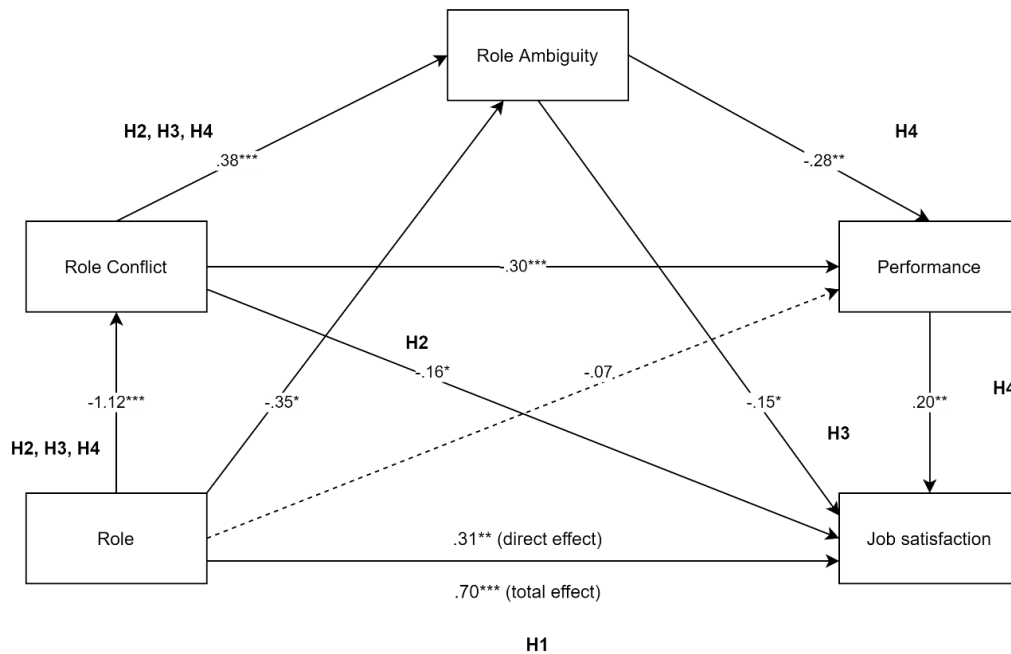 Role Ambiguity
H2, H3, H4
H4
.38***
-.28**
Role Conflict
-.30***
Performance
H2
-.16*
-.07
H4
-1.12***
-.35*
-.15*
.20**
H3
H2, H3, H4
Role
.31** (direct effect)
Job satisfaction
.70*** (total effect)
H1